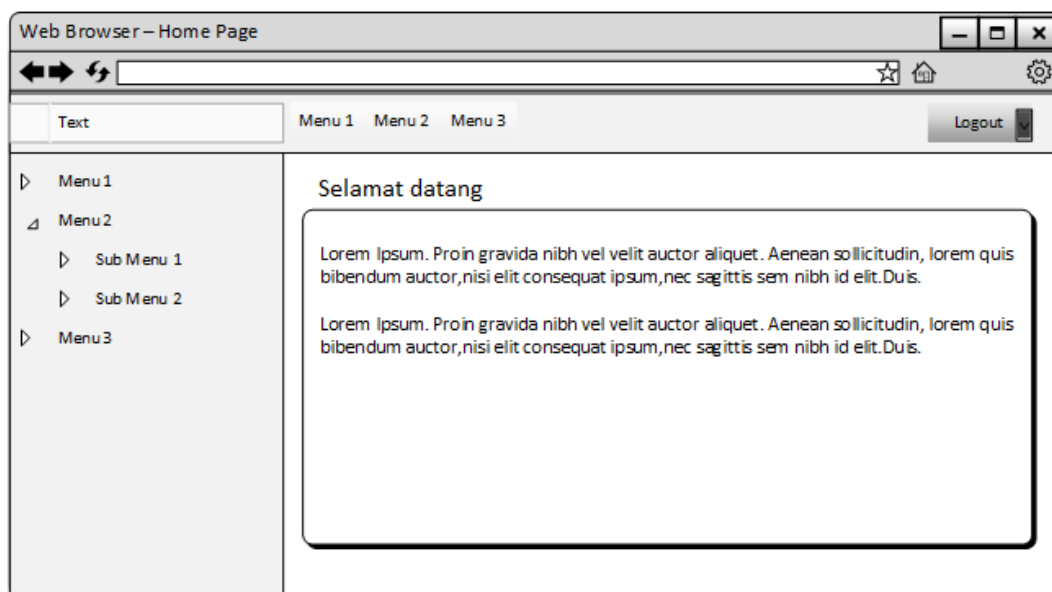 Web Browser – Home Page
Text
Menu 1 Menu 2 Menu 3
Logout
Menu 1
Menu 2
Sub Menu 1
Sub Menu 2
Menu 3
Selamat datang
Lorem Ipsum. Proin gravida nibh vel velit auctor aliquet. Aenean sollicitudin, lorem quis
bibendum auctor,nisi elit consequat ipsum,nec sagittis sem nibh id elit.Duis.
Lorem Ipsum. Proin gravida nibh vel velit auctor aliquet. Aenean sollicitudin, lorem quis
bibendum auctor,nisi elit consequat ipsum,nec sagittis sem nibh id elit.Duis.